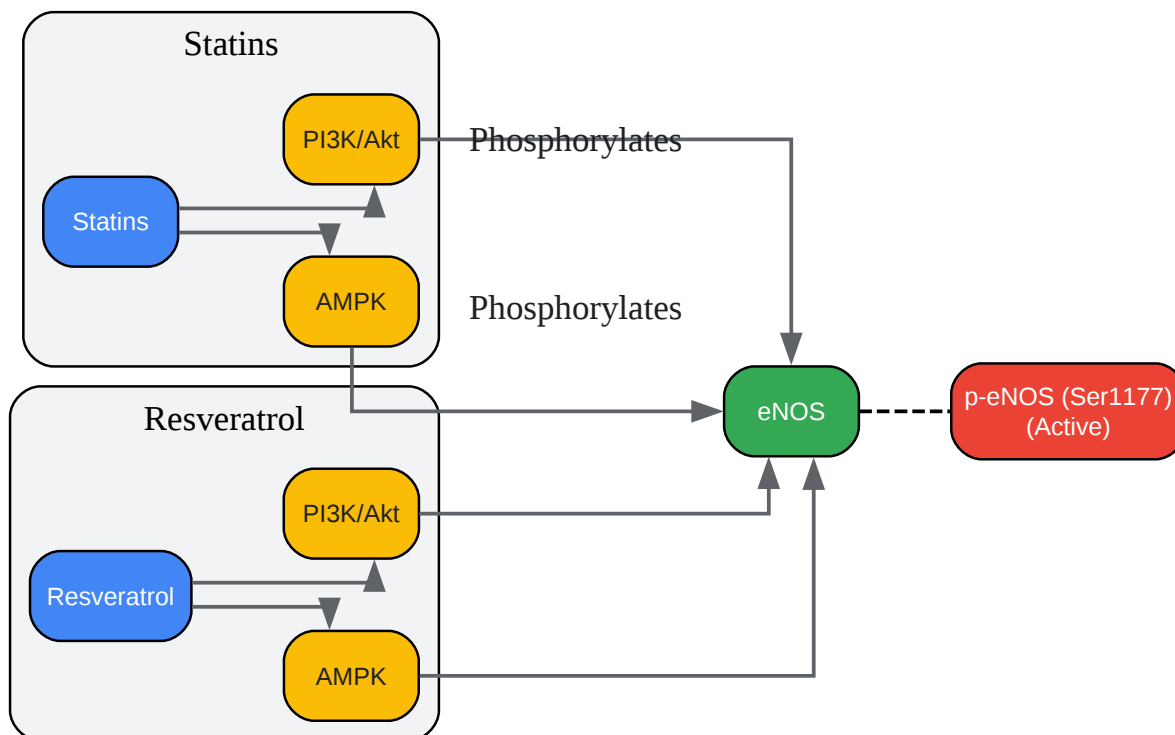 Statins
PI3K/Akt
Phosphorylates
Statins
AMPK
Phosphorylates
eNOS
p-eNOS (Ser1177)
(Active)
Resveratrol
PI3K/Akt
Resveratrol
AMPK